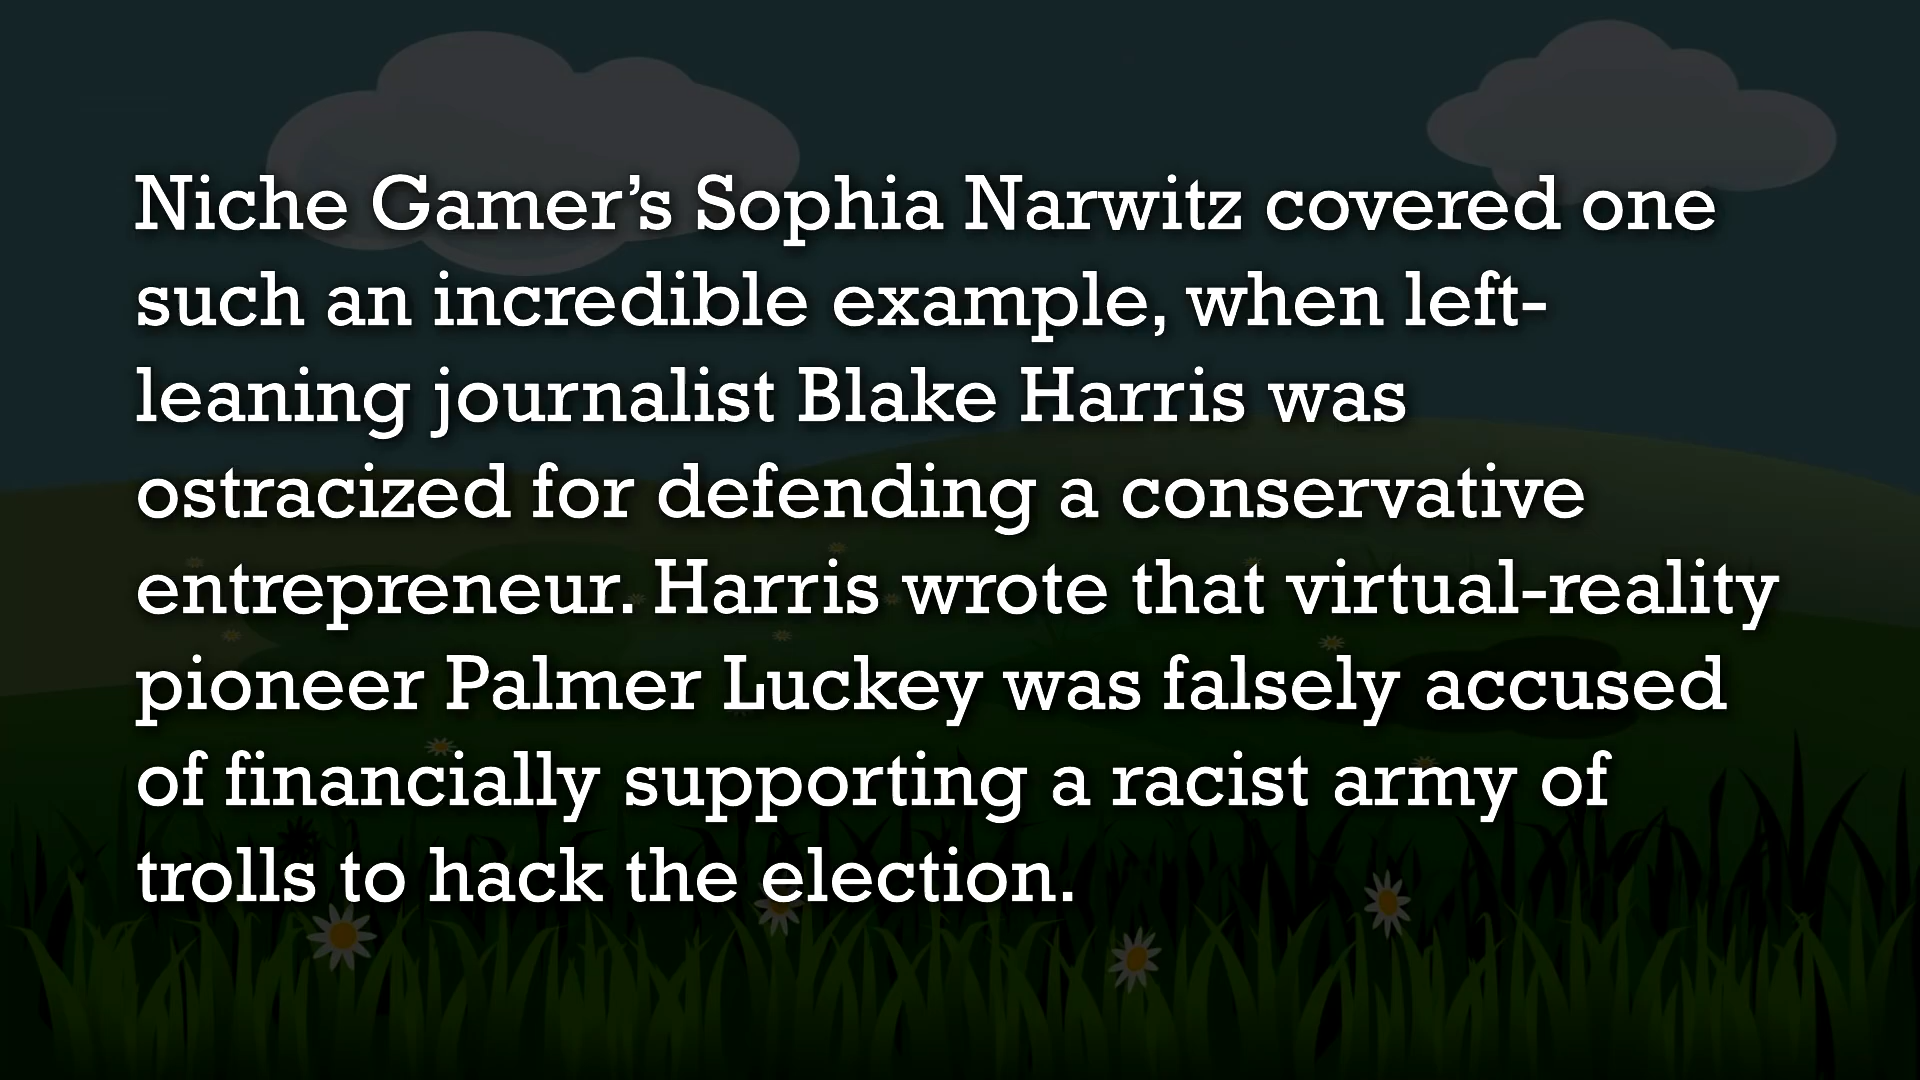 Niche Gamer’s Sophia Narwitz covered one
such an incredible example, when left-
leaning journalist Blake Harris was
ostracized for defending a conservative
entrepreneur. Harris wrote that virtual-reality
pioneer Palmer Luckey was falsely accused
of financially supporting a racist army of
trolls to hack the election.